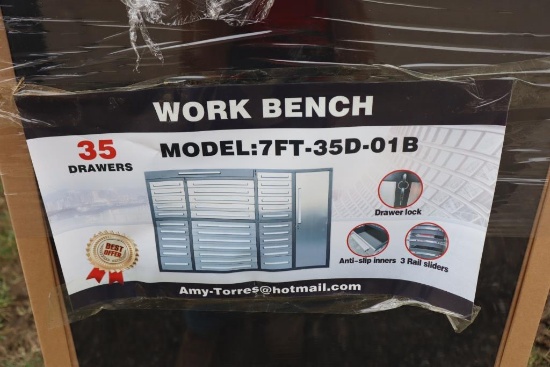 WORK BENCH
35
DRAWERS
MODEL:7FT-35D-01B
Drawer lock
Anti-slip inners
3 Rail sliders
BEST
OFFER
Amy-Torres@hotmail.com